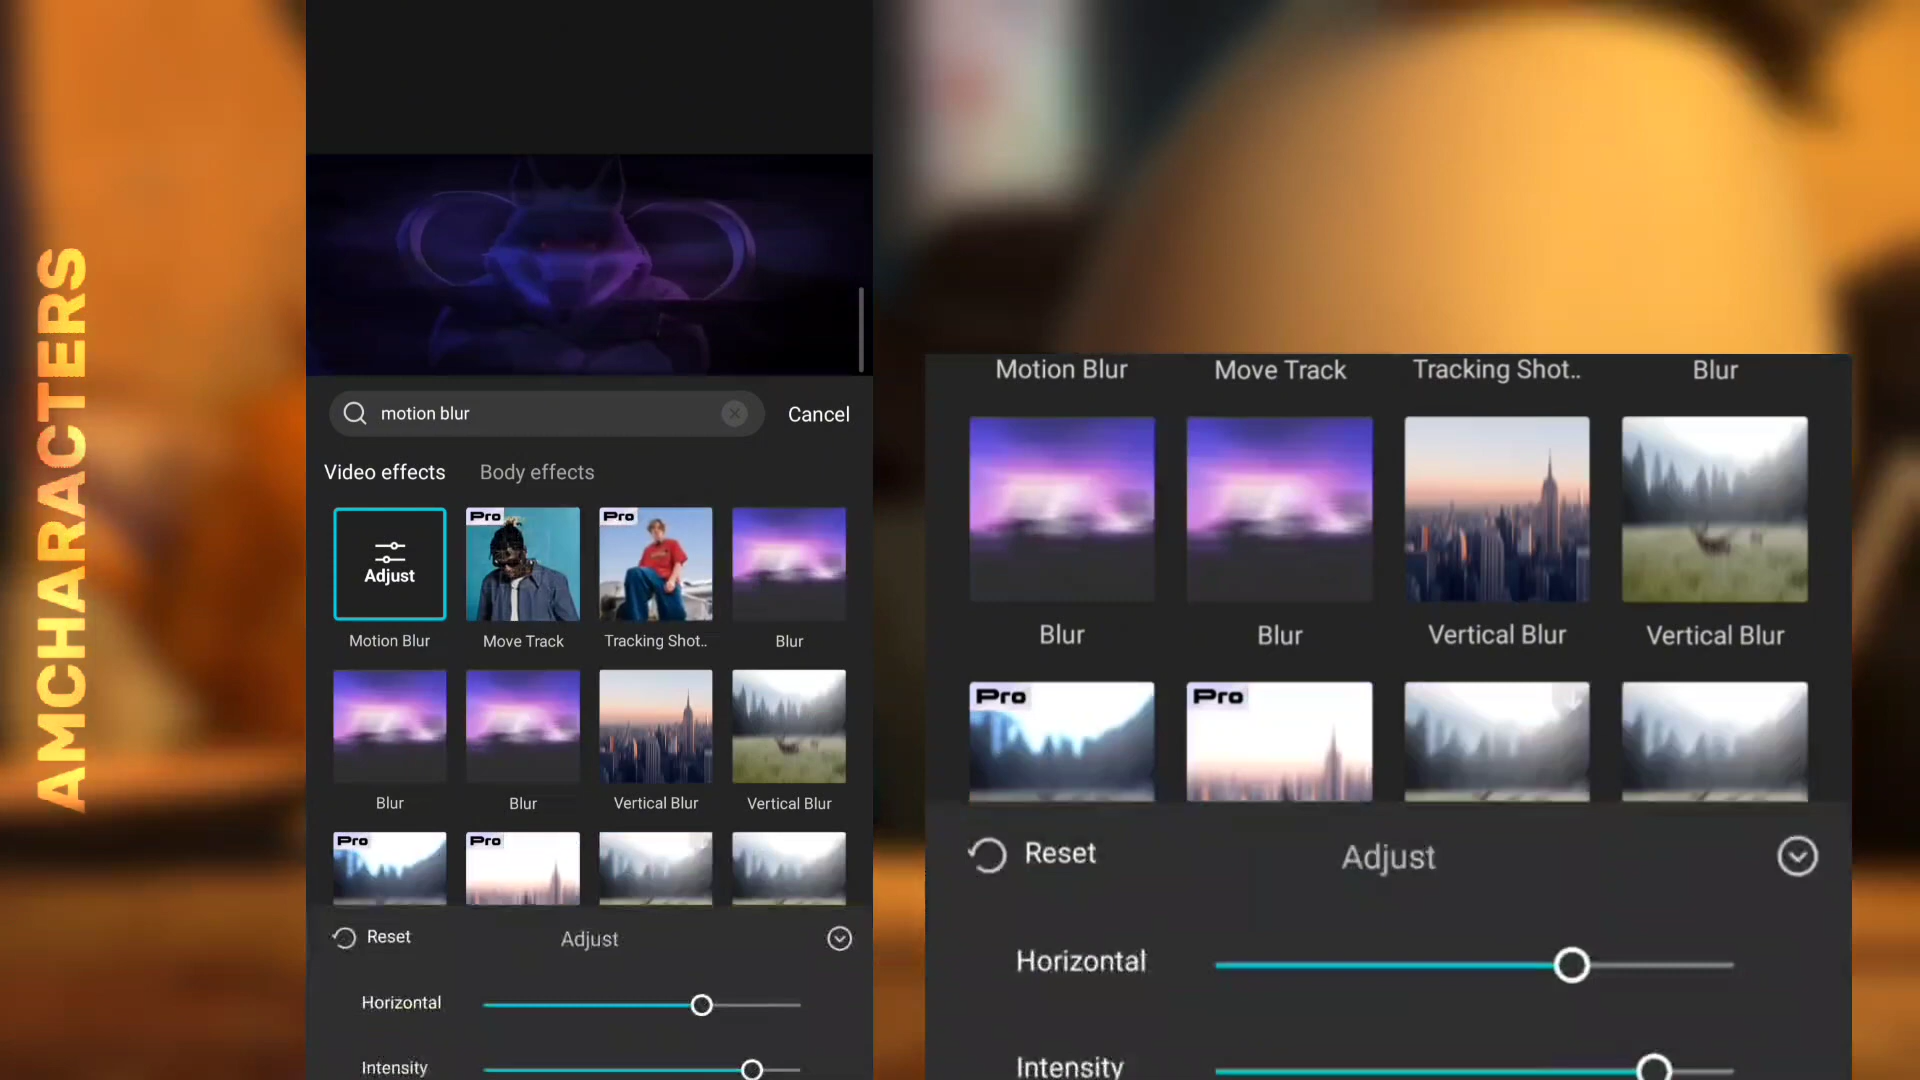 AMCHARACTERS
motion blur
Cancel
Video effects Body effects
Pro Pro
Adjust
Motion Blur Move Track Tracking Shot.. Blur
Blur Blur Vertical Blur Vertical Blur
Pro Pro
Reset Adjust
Horizontal
Intensity
Motion Blur Move Track Tracking Shot.. Blur
Blur Blur Vertical Blur Vertical Blur
Pro Pro
Reset Adjust
Horizontal
Intensity